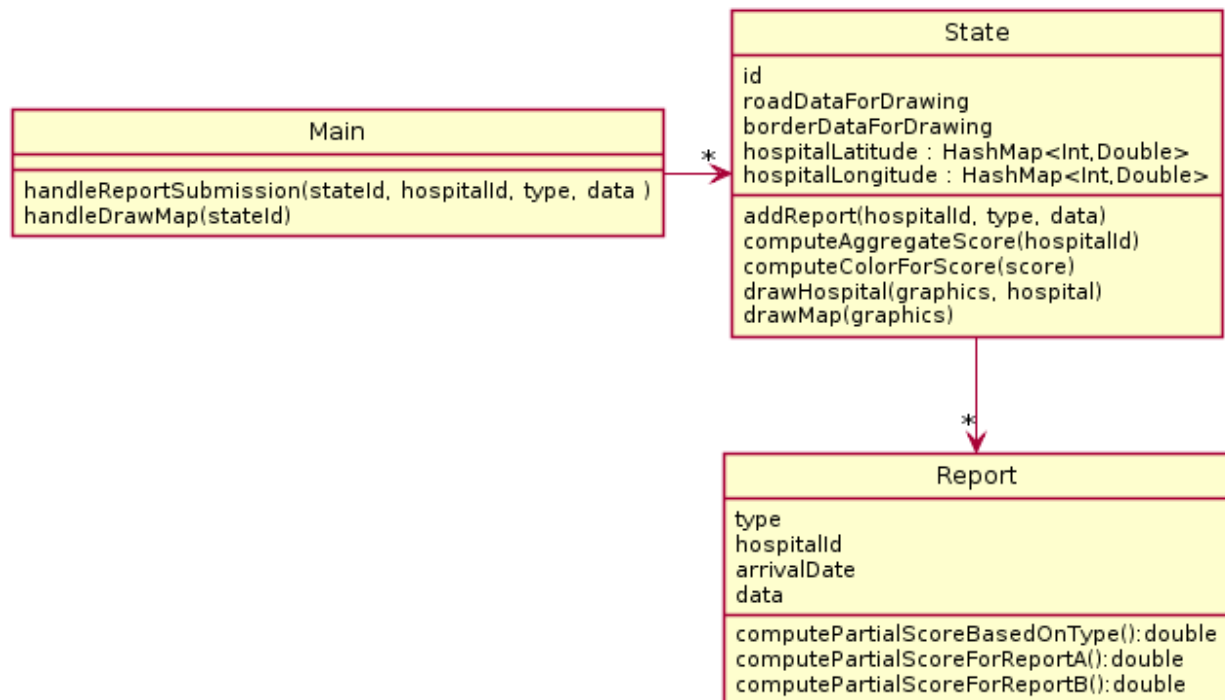 State
id
roadDataForDrawing
borderDataForDrawing
hospitalLatitude : HashMap<Int,Double>
hospitalLongitude : HashMap<Int,Double>
addReport(hospitalId, type, data)
computeAggregateScore(hospitalId)
computeColorForScore(score)
drawHospital(graphics, hospital)
drawMap(graphics)
Main
handleReportSubmission(stateId, hospitalId, type, data )
handleDrawMap(stateId)
*
*
Report
type
hospitalId
arrivalDate
data
computePartialScoreBasedOnType():double
computePartialScoreForReportA():double
computePartialScoreForReportB():double